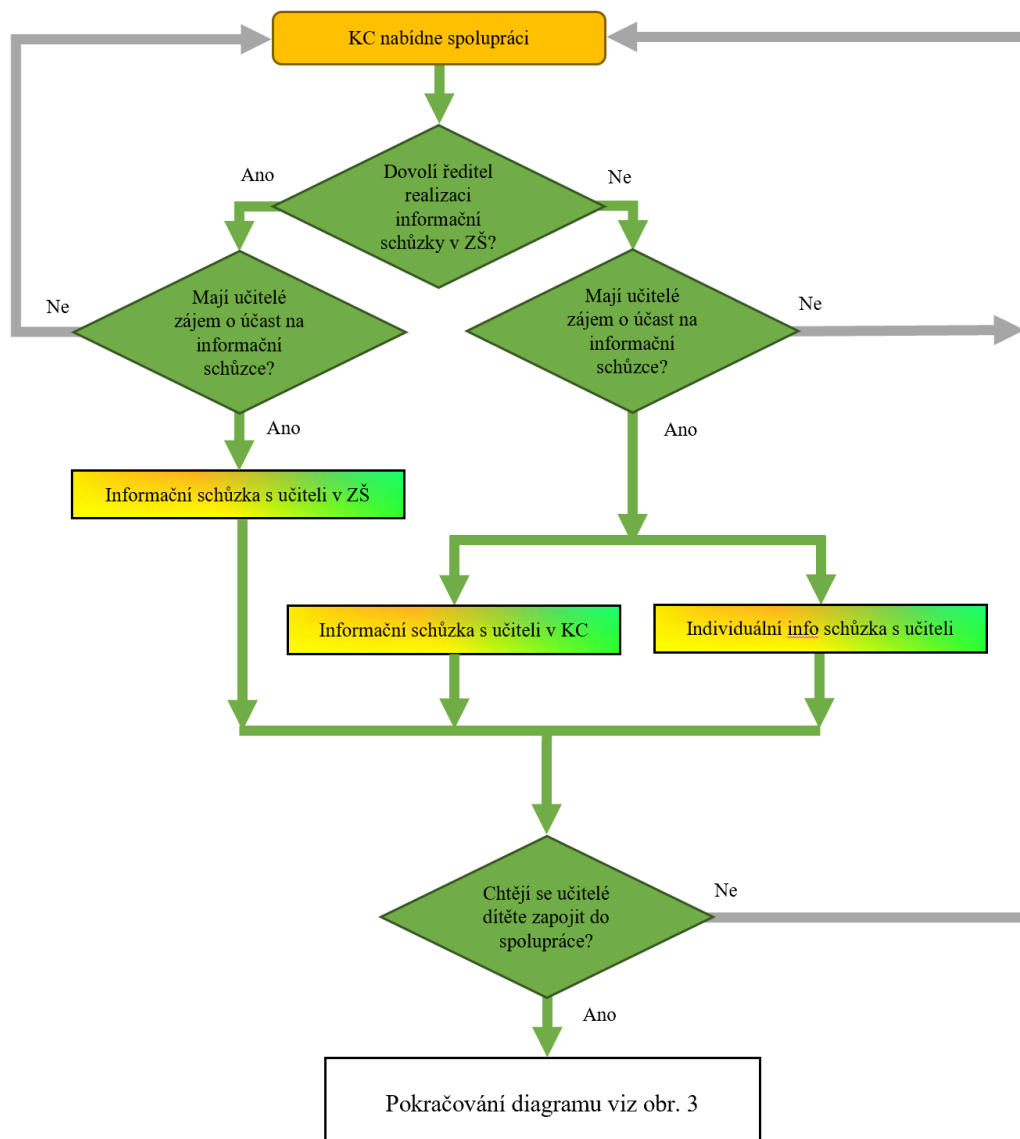 KC nabídne spolupráci
Ano
Dovolí ředitel
realizaci
informační
schůzky v ZŠ?
Ne
Ne
Mají učitelé
zájem o účast na
informační
schůzce?
Mají učitelé
zájem o účast na
informační
schůzce?
Ne
Ano
Ano
Informační schůzka s učiteli v ZŠ
Informační schůzka s učiteli v KC
Individuální info schůzka s učiteli
Chtějí se učitelé
dítěte zapojit do
spolupráce?
Ne
Ano
Pokračování diagramu viz obr. 3